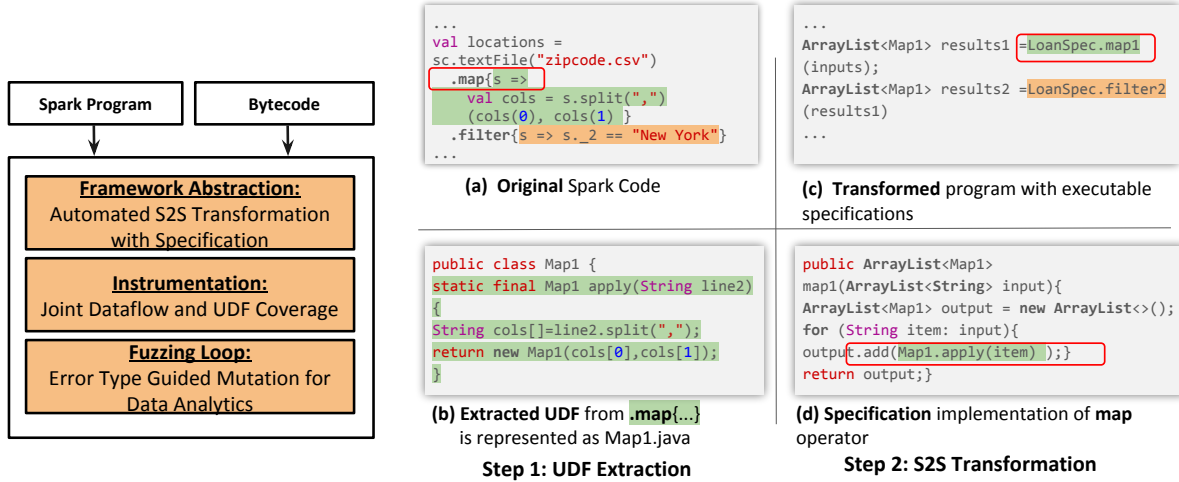 Spark Program
Bytecode
Framework Abstraction:
Automated S2S Transformation
with Specification
Instrumentation:
Joint Dataflow and UDF Coverage
Fuzzing Loop:
Error Type Guided Mutation for
Data Analytics
...
val locations =
sc.textFile("zipcode.csv")
.map{s =>
val cols = s.split(",")
(cols(0), cols(1) }
.filter{s => s._2 == "New York"}
...
(a) Original Spark Code
public class Map1 {
static final Map1 apply(String line2)
{
String cols[]=line2.split(",");
return new Map1(cols[0],cols[1]);
}
(b) Extracted UDF from .map{...}
is represented as Map1.java
Step 1: UDF Extraction
...
ArrayList<Map1> results1 =LoanSpec.map1
(inputs);
ArrayList<Map1> results2 =LoanSpec.filter2
(results1)
...
(c) Transformed program with executable
specifications
public ArrayList<Map1>
map1(ArrayList<String> input){
ArrayList<Map1> output = new ArrayList<>();
for (String item: input){
output.add(Map1.apply(item) );}
return output;}
(d) Specification implementation of map
operator
Step 2: S2S Transformation